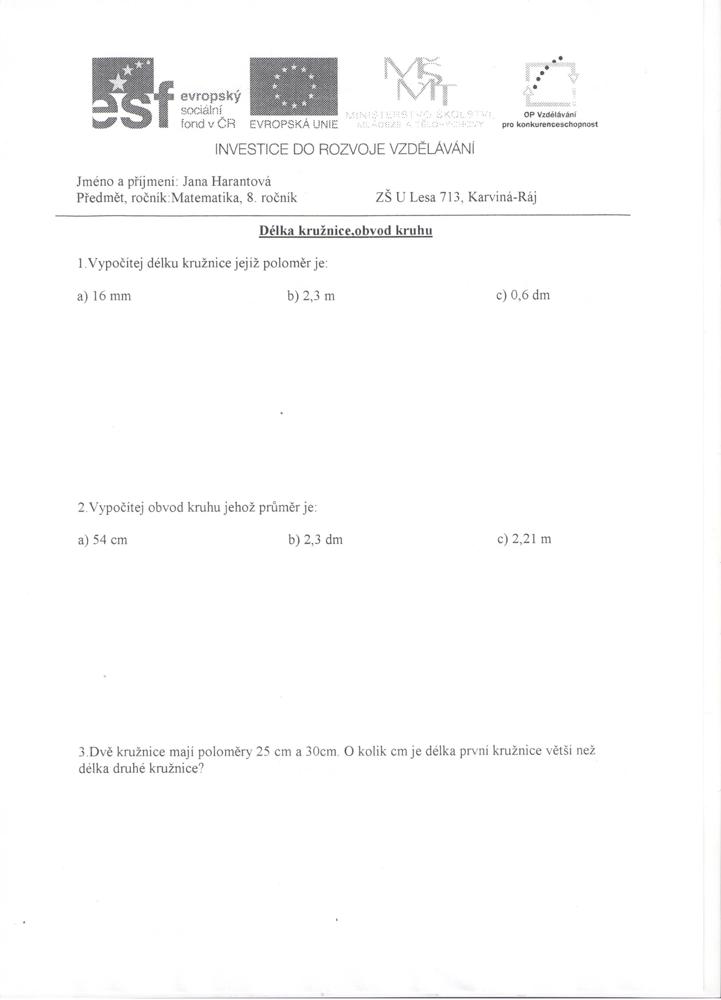 esf
evropský
sociální
fond v ČR
EVROPSKÁ UNIE
MŠMT
MINISTERSTVO ŠKOLSTVÍ,
MLÁDEŽE A TĚLOVÝCHOVY
OP Vzdělávání
pro konkurenceschopnost
INVESTICE DO ROZVOJE VZDĚLÁVÁNÍ
Jméno a příjmení: Jana Harantová
Předmět, ročník:Matematika, 8. ročník ZŠ U Lesa 713, Karviná-Ráj
Délka kružnice,obvod kruhu
1.Vypočítej délku kružnice jejíž poloměr je:
a) 16 mm b) 2,3 m c) 0,6 dm
2.Vypočítej obvod kruhu jehož průměr je:
a) 54 cm b) 2,3 dm c) 2,21 m
3.Dvě kružnice mají poloměry 25 cm a 30cm. O kolik cm je délka první kružnice větší než
délka druhé kružnice?